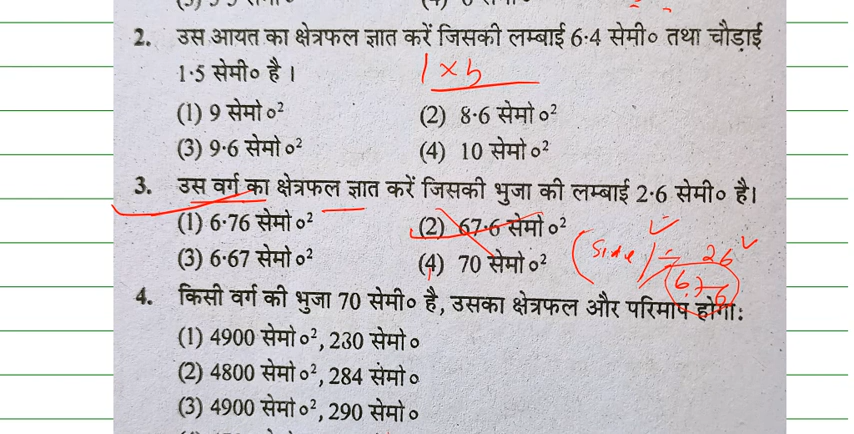 2. उस आयत का क्षेत्रफल ज्ञात करें जिसकी लम्बाई 6·4 सेमी० तथा चौड़ाई
1·5 सेमी० है।
l × b
(1) 9 सेमी०² (2) 8·6 सेमी०²
(3) 9·6 सेमी०² (4) 10 सेमी०²
3. उस वर्ग का क्षेत्रफल ज्ञात करें जिसकी भुजा की लम्बाई 2·6 सेमी० है।
(1) 6·76 सेमी०² (2) 67·6 सेमी०²
(3) 6·67 सेमी०² (4) 70 सेमी०²
(Side)² = 26²
4. किसी वर्ग की भुजा 70 सेमी० है, उसका क्षेत्रफल और परिमाप होगा:
(1) 4900 सेमी०², 230 सेमी०
(2) 4800 सेमी०², 284 सेमी०
(3) 4900 सेमी०², 290 सेमी०